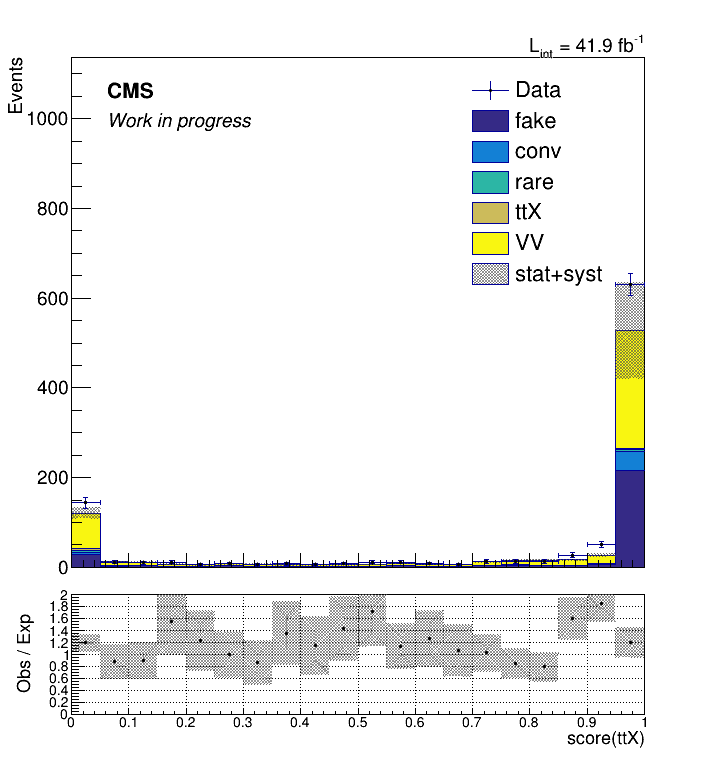 L_int = 41.9 fb^-1
Events
CMS
Work in progress
Data
fake
conv
rare
ttX
VV
stat+syst
1000
800
600
400
200
0
Obs / Exp
2
1.8
1.6
1.4
1.2
1
0.8
0.6
0.4
0.2
0
0 0.1 0.2 0.3 0.4 0.5 0.6 0.7 0.8 0.9 1
score(ttX)